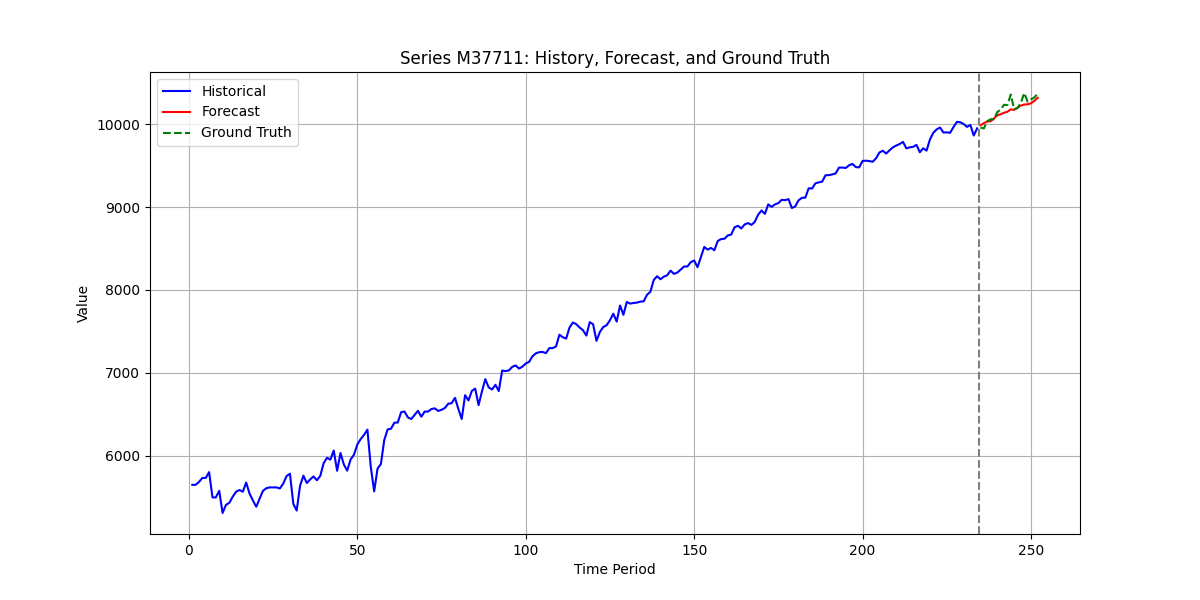 Series M37711: History, Forecast, and Ground Truth
Historical
Forecast
Ground Truth
10000
9000
8000
7000
6000
Value
0 50 100 150 200 250
Time Period